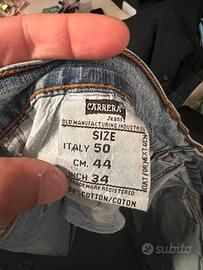 CARRERA
Jeans
OLD MANUFACTURING INDUSTRIES
SIZE
ITALY 50
CM. 44
INCH 34
TRADEMARK REGISTERED
COTTON/COTON
subito